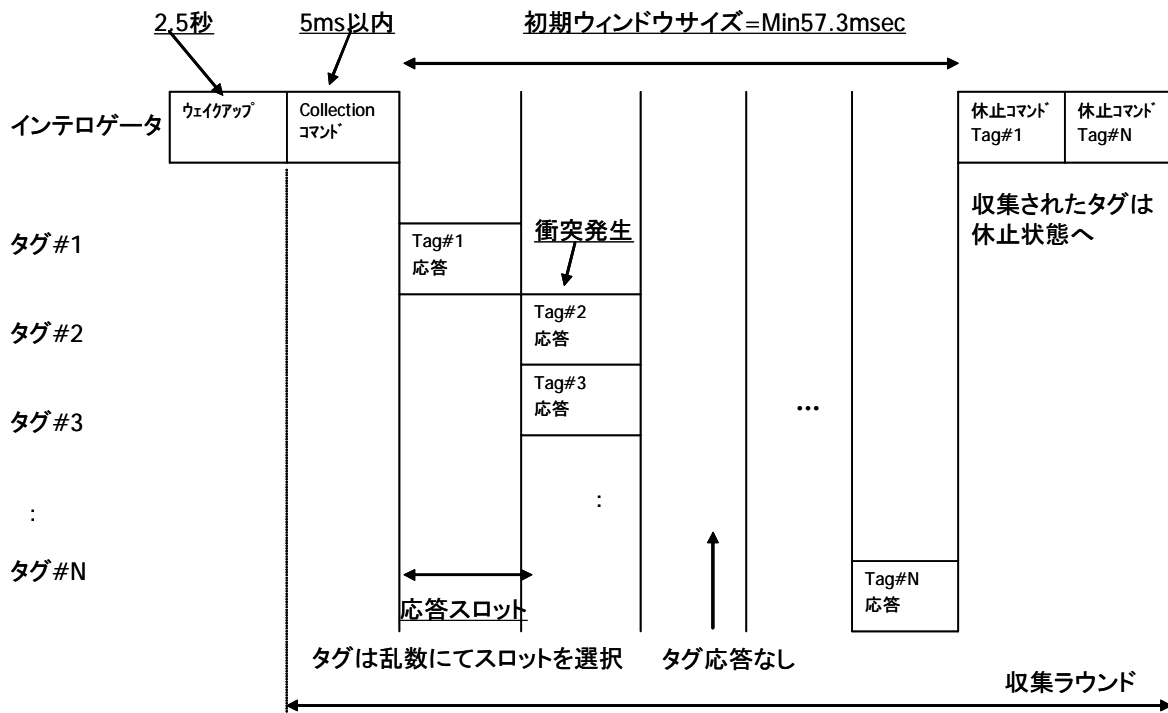 2.5秒
5ms以内
初期ウィンドウサイズ=Min57.3msec
インテロゲータ
ｳｪｲｸｱｯﾌﾟ
Collection
ｺﾏﾝﾄﾞ
休止ｺﾏﾝﾄﾞ
Tag#1
休止ｺﾏﾝﾄﾞ
Tag#N
収集されたタグは
休止状態へ
タグ#1
Tag#1
応答
衝突発生
タグ#2
Tag#2
応答
タグ#3
Tag#3
応答
...
:
:
タグ#N
Tag#N
応答
応答スロット
タグは乱数にてスロットを選択
タグ応答なし
収集ラウンド